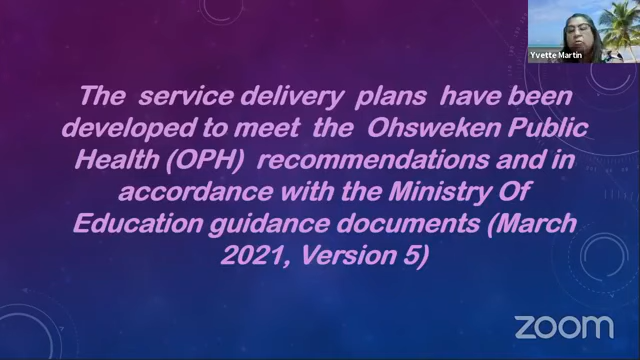 Yvette Martin
The service delivery plans have been
developed to meet the Ohsweken Public
Health (OPH) recommendations and in
accordance with the Ministry Of
Education guidance documents (March
2021, Version 5)
zoom